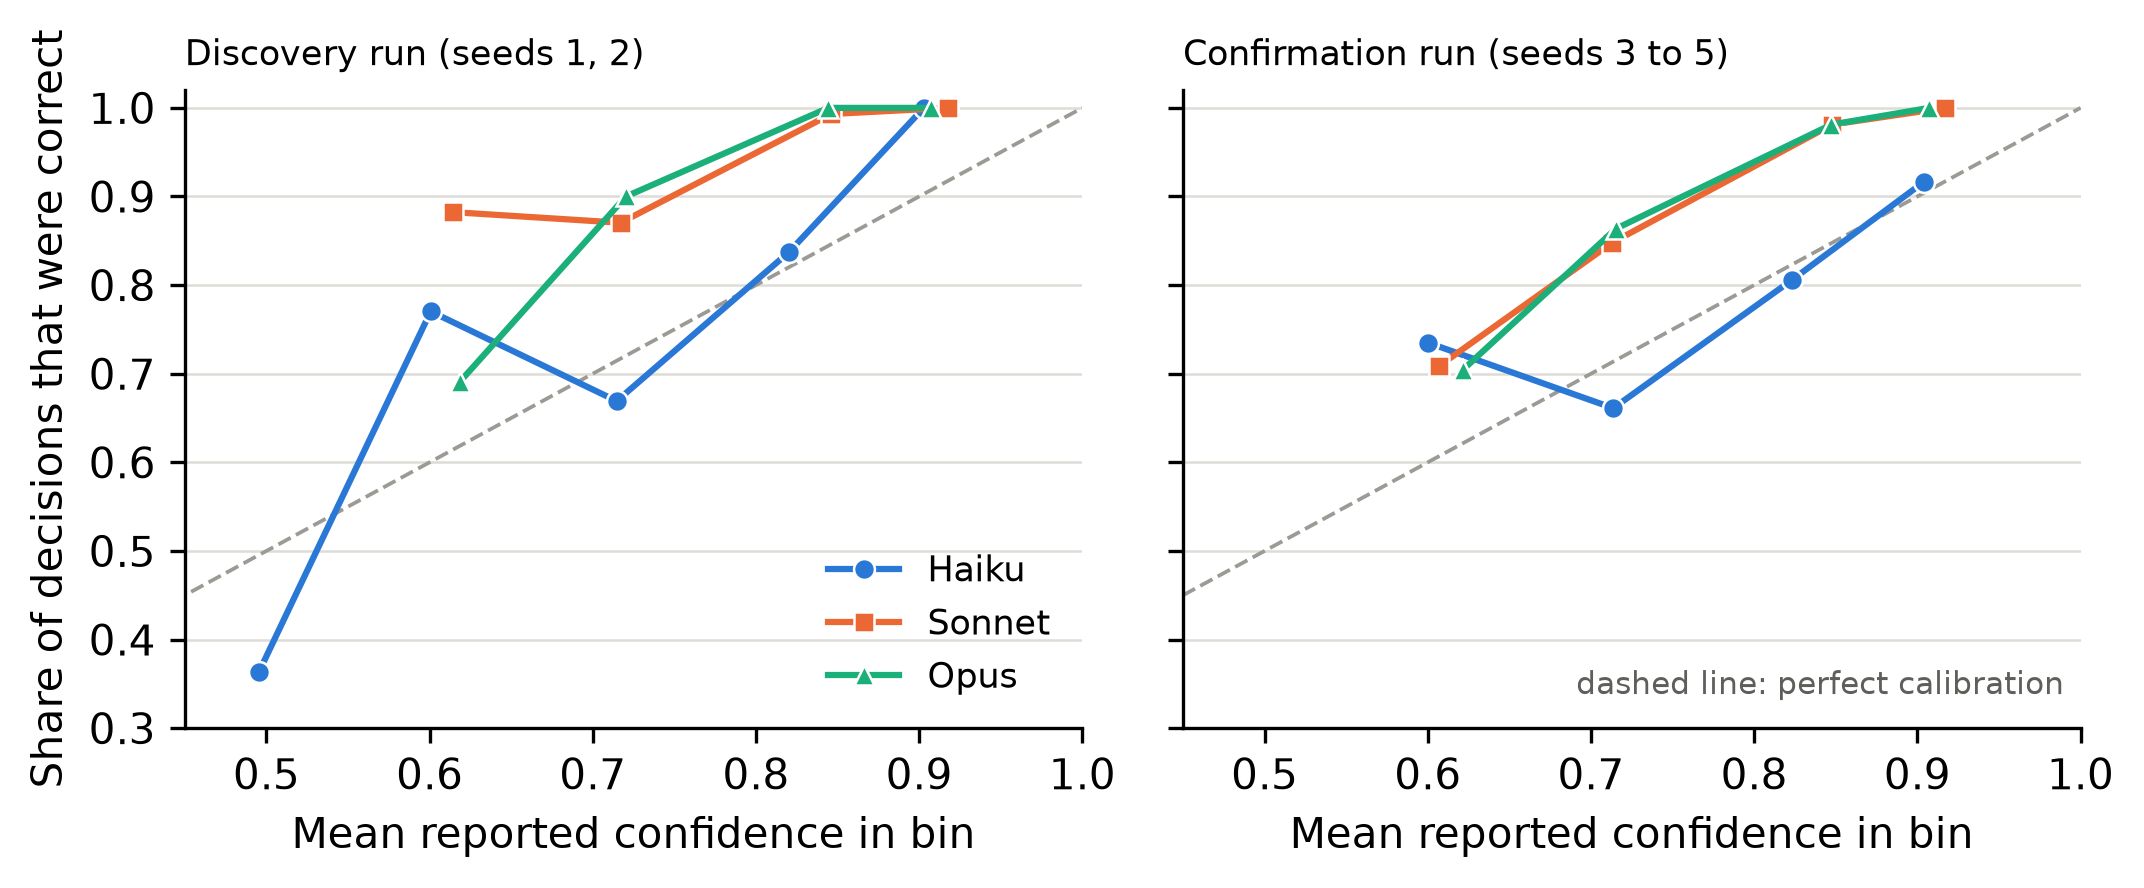 Discovery run (seeds 1, 2)
Confirmation run (seeds 3 to 5)
Share of decisions that were correct
1.0
0.9
0.8
0.7
0.6
0.5
0.4
0.3
Haiku
Sonnet
Opus
dashed line: perfect calibration
0.5 0.6 0.7 0.8 0.9 1.0
0.5 0.6 0.7 0.8 0.9 1.0
Mean reported confidence in bin
Mean reported confidence in bin